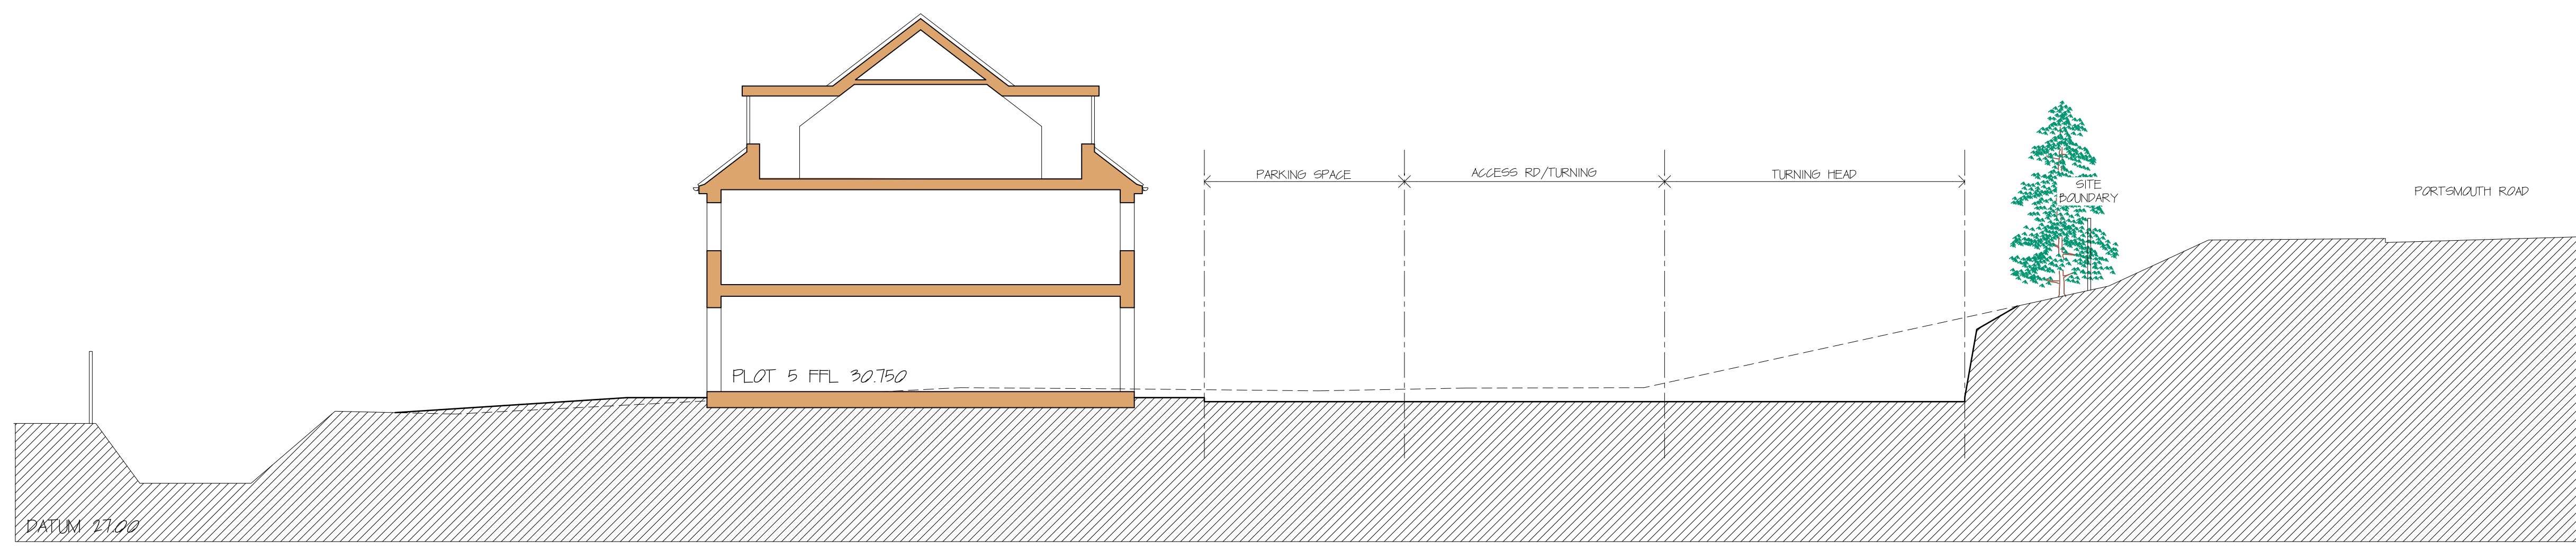 PARKING SPACE
ACCESS RD/TURNING
TURNING HEAD
SITE
BOUNDARY
PORTSMOUTH ROAD
PLOT 5 FFL 30.750
DATUM 27.00